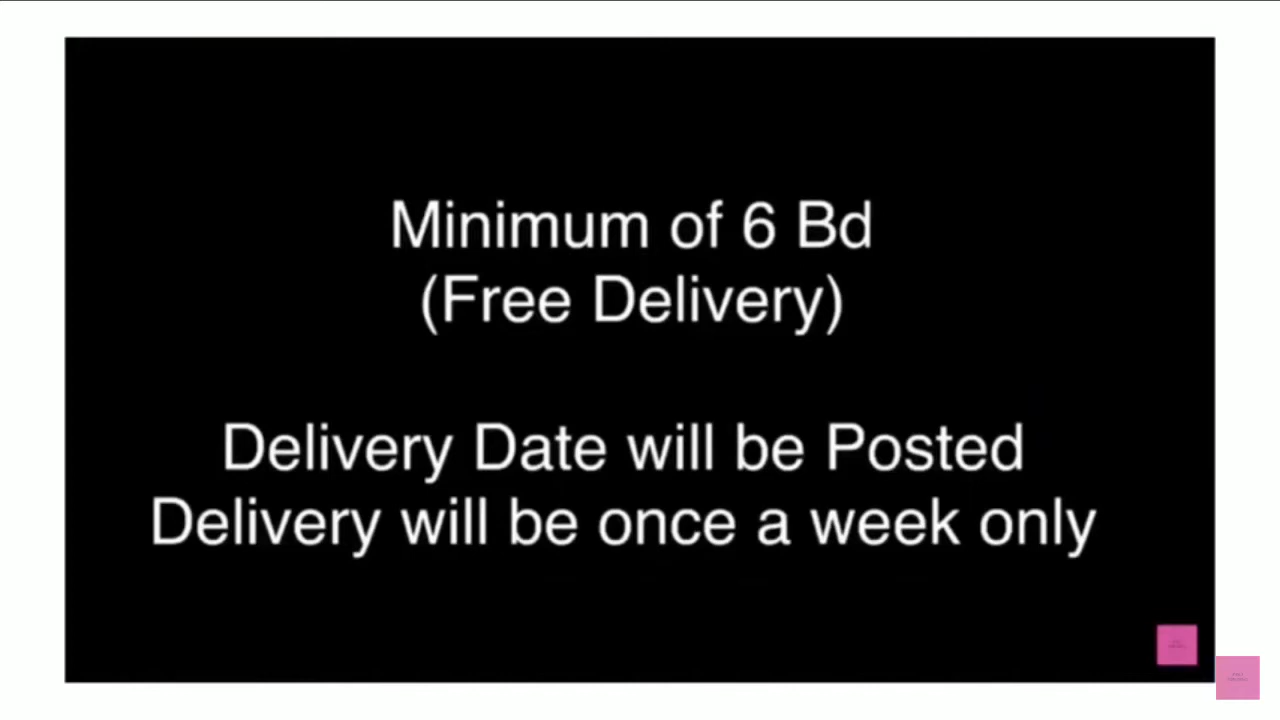 Minimum of 6 Bd
(Free Delivery)
Delivery Date will be Posted
Delivery will be once a week only